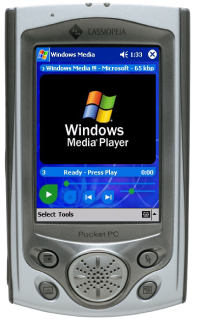 CASSIOPEIA
Windows Media 1:33
Windows Media !!! - Microsoft - 65 kbp
Windows
Media Player
3 Ready - Press Play 0:00
Select Tools
Pocket PC